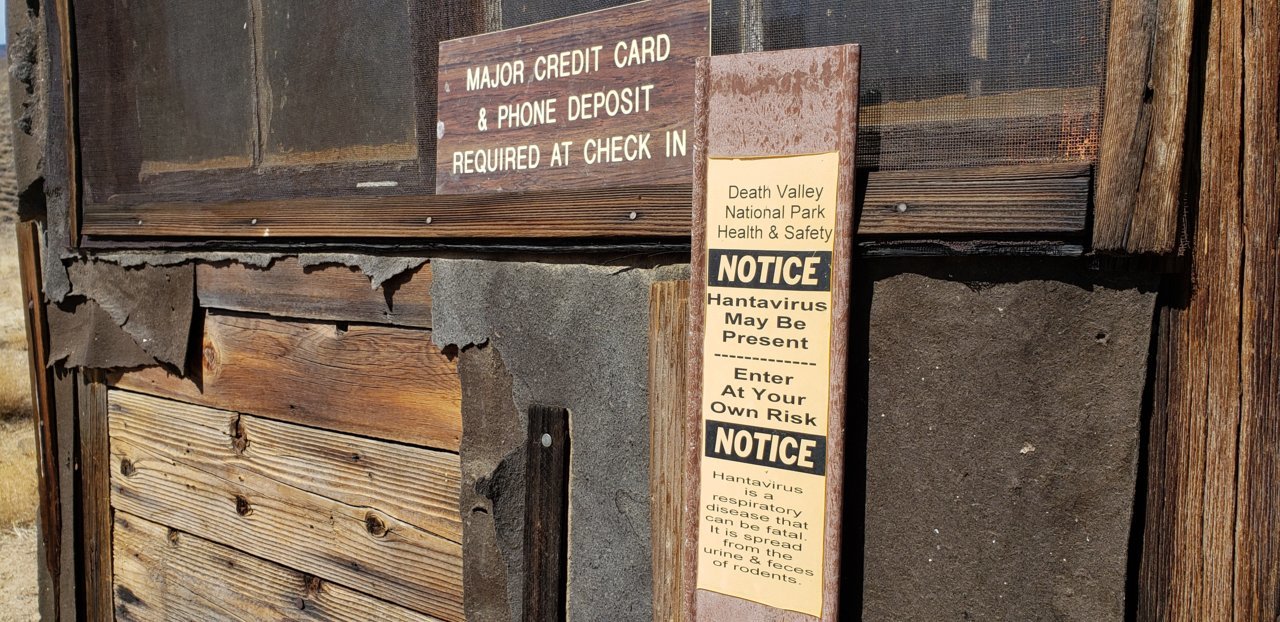 MAJOR CREDIT CARD
& PHONE DEPOSIT
REQUIRED AT CHECK IN
Death Valley
National Park
Health & Safety
NOTICE
Hantavirus
May Be
Present
-------------
Enter
At Your
Own Risk
NOTICE
Hantavirus
is a
respiratory
disease that
can be fatal.
It is spread
from the
urine & feces
of rodents.